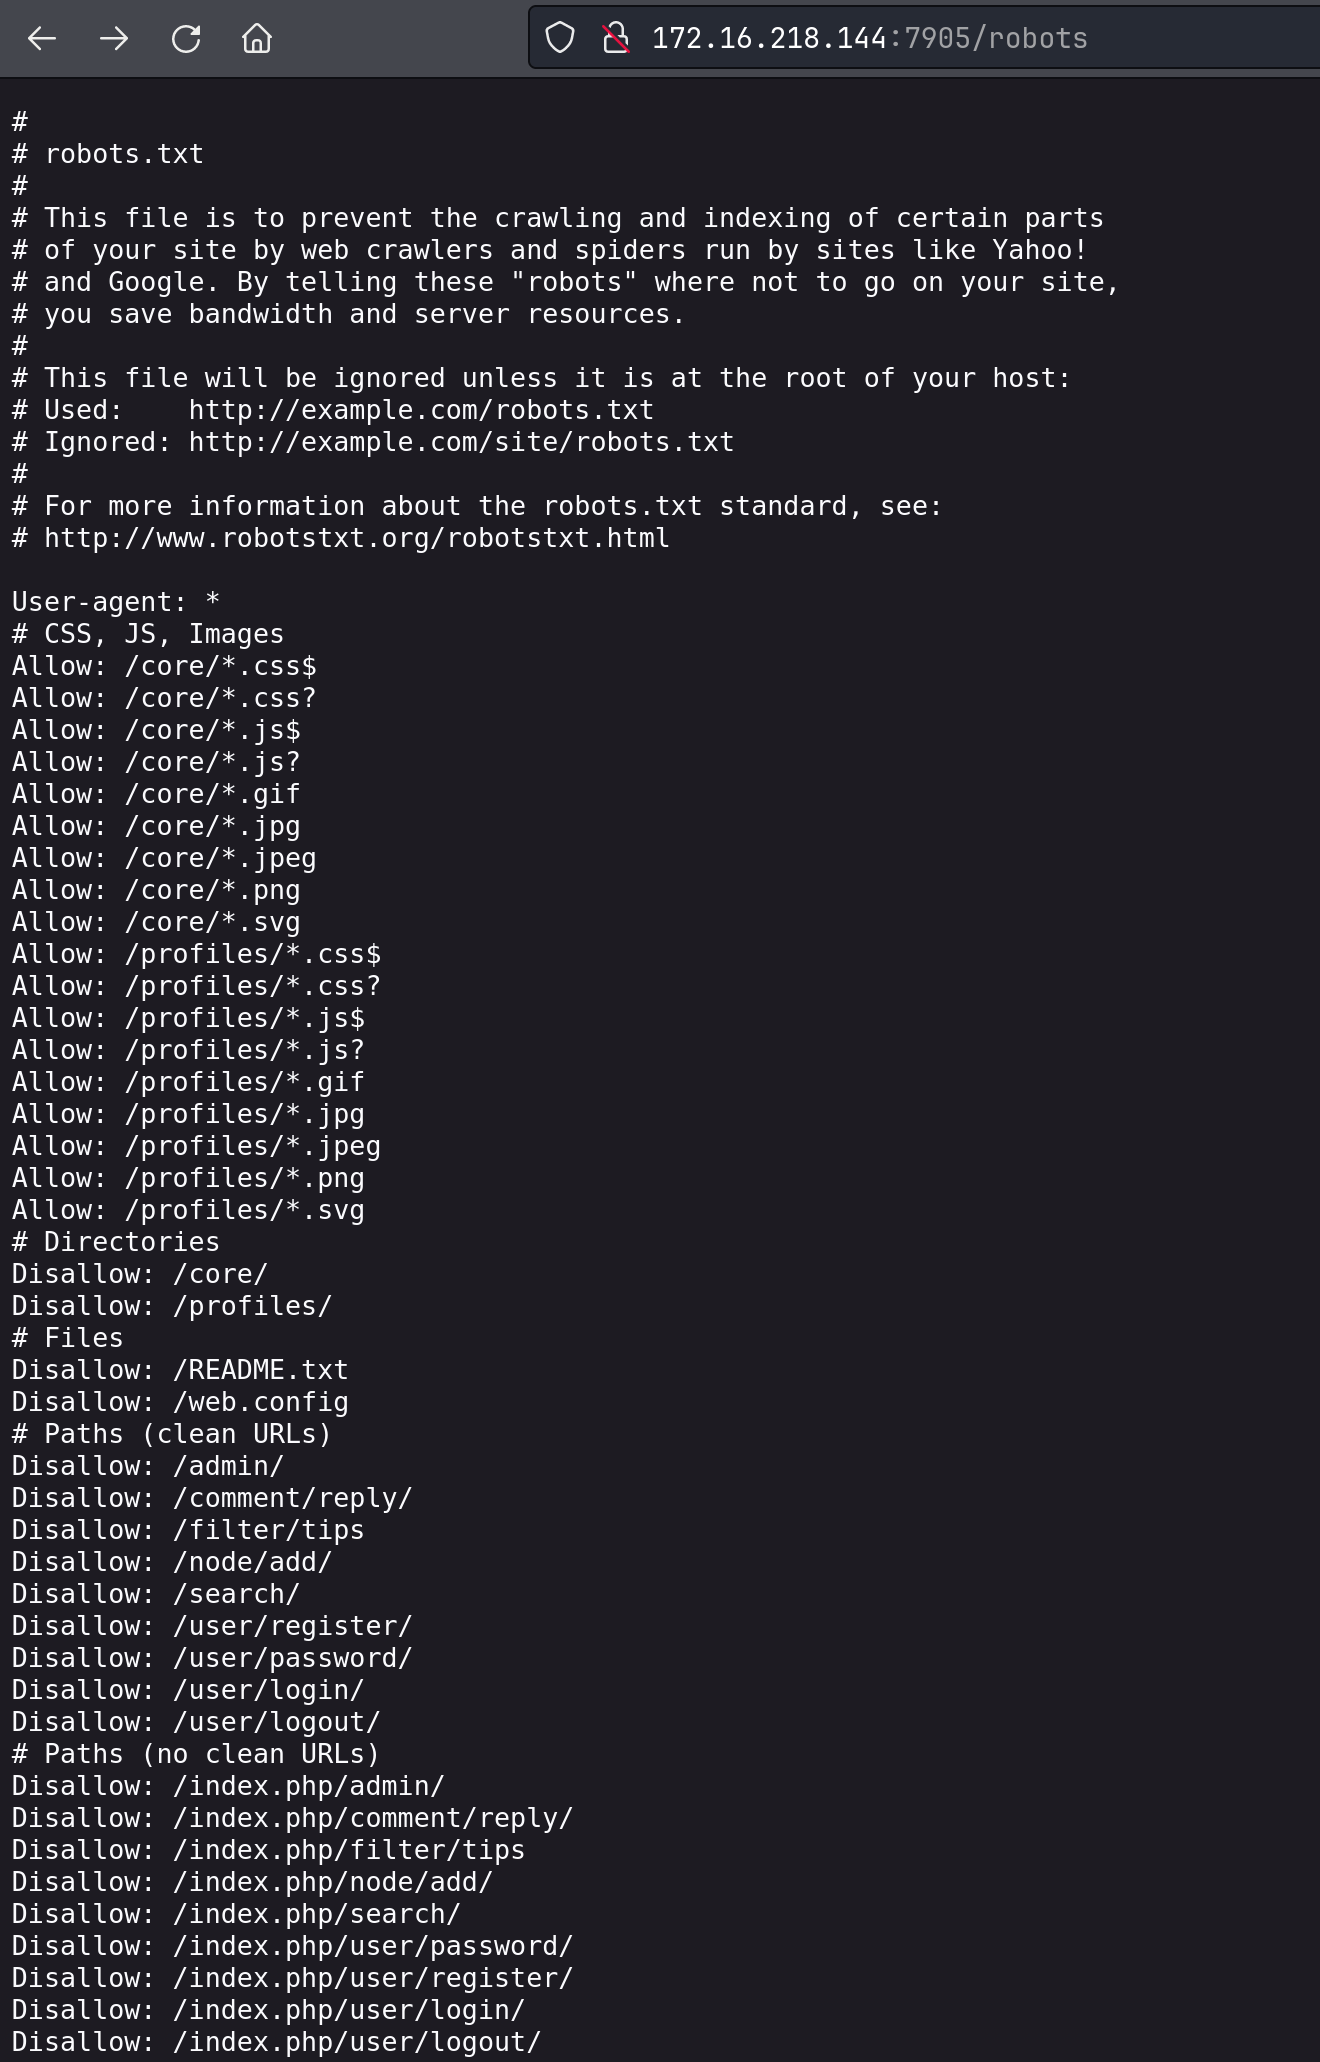 172.16.218.144:7905/robots
#
# robots.txt
#
# This file is to prevent the crawling and indexing of certain parts
# of your site by web crawlers and spiders run by sites like Yahoo!
# and Google. By telling these "robots" where not to go on your site,
# you save bandwidth and server resources.
#
# This file will be ignored unless it is at the root of your host:
# Used:    http://example.com/robots.txt
# Ignored: http://example.com/site/robots.txt
#
# For more information about the robots.txt standard, see:
# http://www.robotstxt.org/robotstxt.html

User-agent: *
# CSS, JS, Images
Allow: /core/*.css$
Allow: /core/*.css?
Allow: /core/*.js$
Allow: /core/*.js?
Allow: /core/*.gif
Allow: /core/*.jpg
Allow: /core/*.jpeg
Allow: /core/*.png
Allow: /core/*.svg
Allow: /profiles/*.css$
Allow: /profiles/*.css?
Allow: /profiles/*.js$
Allow: /profiles/*.js?
Allow: /profiles/*.gif
Allow: /profiles/*.jpg
Allow: /profiles/*.jpeg
Allow: /profiles/*.png
Allow: /profiles/*.svg
# Directories
Disallow: /core/
Disallow: /profiles/
# Files
Disallow: /README.txt
Disallow: /web.config
# Paths (clean URLs)
Disallow: /admin/
Disallow: /comment/reply/
Disallow: /filter/tips
Disallow: /node/add/
Disallow: /search/
Disallow: /user/register/
Disallow: /user/password/
Disallow: /user/login/
Disallow: /user/logout/
# Paths (no clean URLs)
Disallow: /index.php/admin/
Disallow: /index.php/comment/reply/
Disallow: /index.php/filter/tips
Disallow: /index.php/node/add/
Disallow: /index.php/search/
Disallow: /index.php/user/password/
Disallow: /index.php/user/register/
Disallow: /index.php/user/login/
Disallow: /index.php/user/logout/